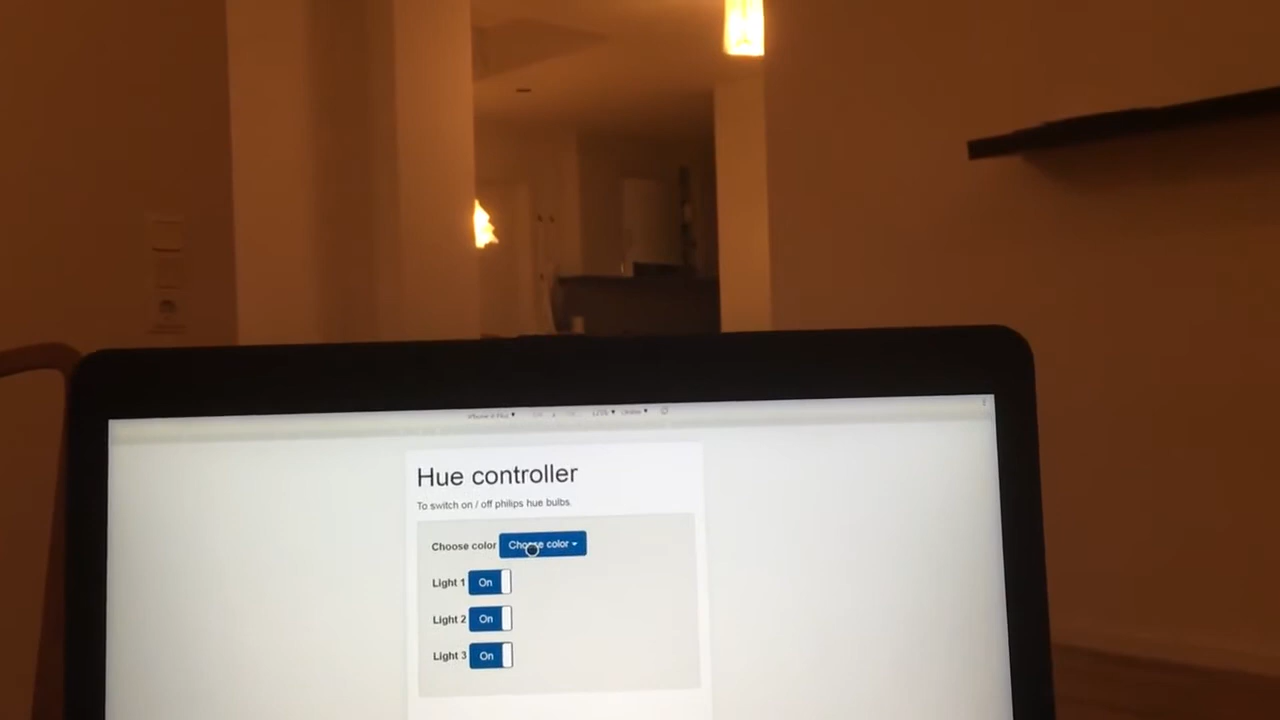 Hue controller
To switch on / off philips hue bulbs.
Choose color Choose color
Light 1 On
Light 2 On
Light 3 On